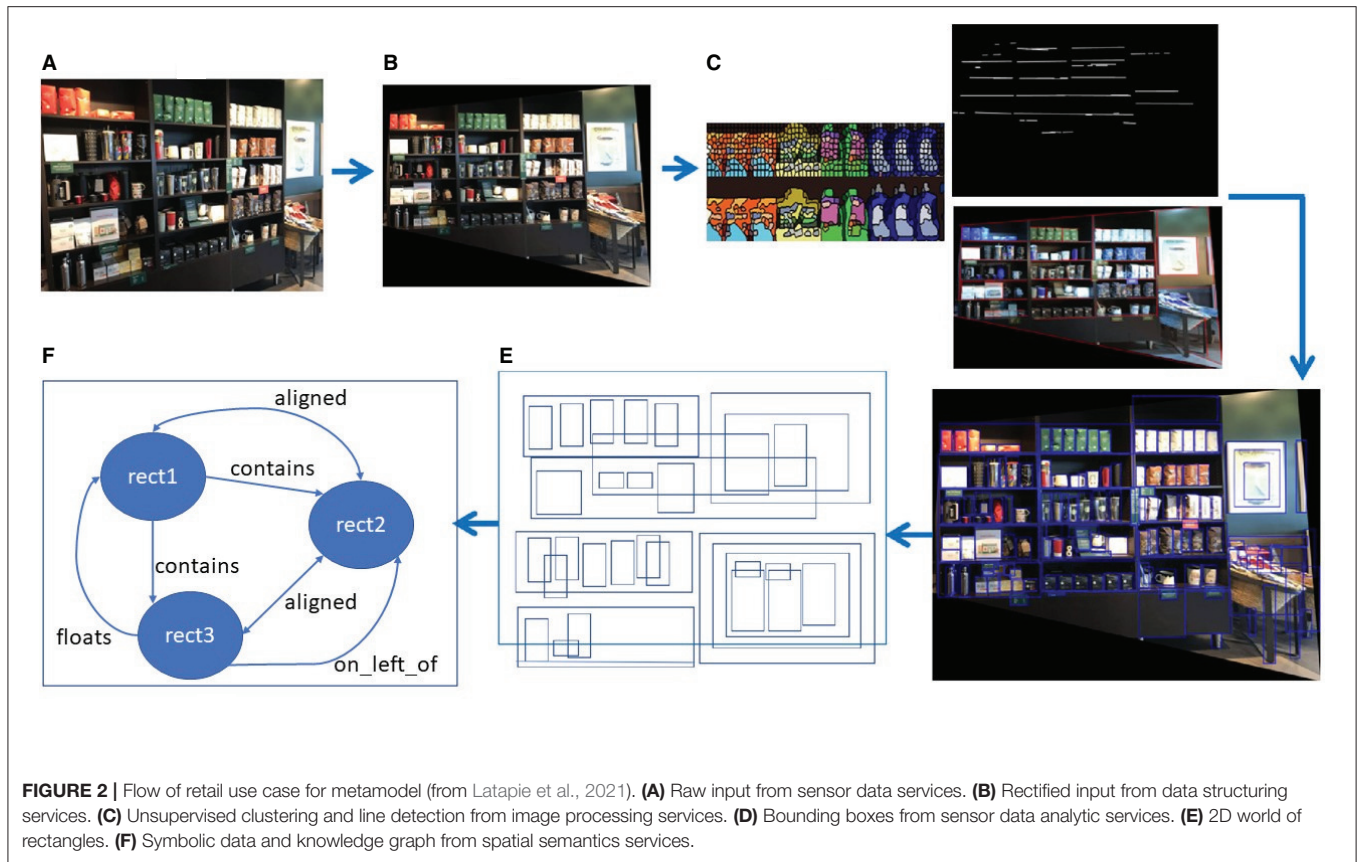 A
B
C
F
E
aligned
rect1
contains
rect2
contains
aligned
floats
rect3
on_left_of
FIGURE 2 | Flow of retail use case for metamodel (from Latapie et al., 2021). (A) Raw input from sensor data services. (B) Rectified input from data structuring
services. (C) Unsupervised clustering and line detection from image processing services. (D) Bounding boxes from sensor data analytic services. (E) 2D world of
rectangles. (F) Symbolic data and knowledge graph from spatial semantics services.